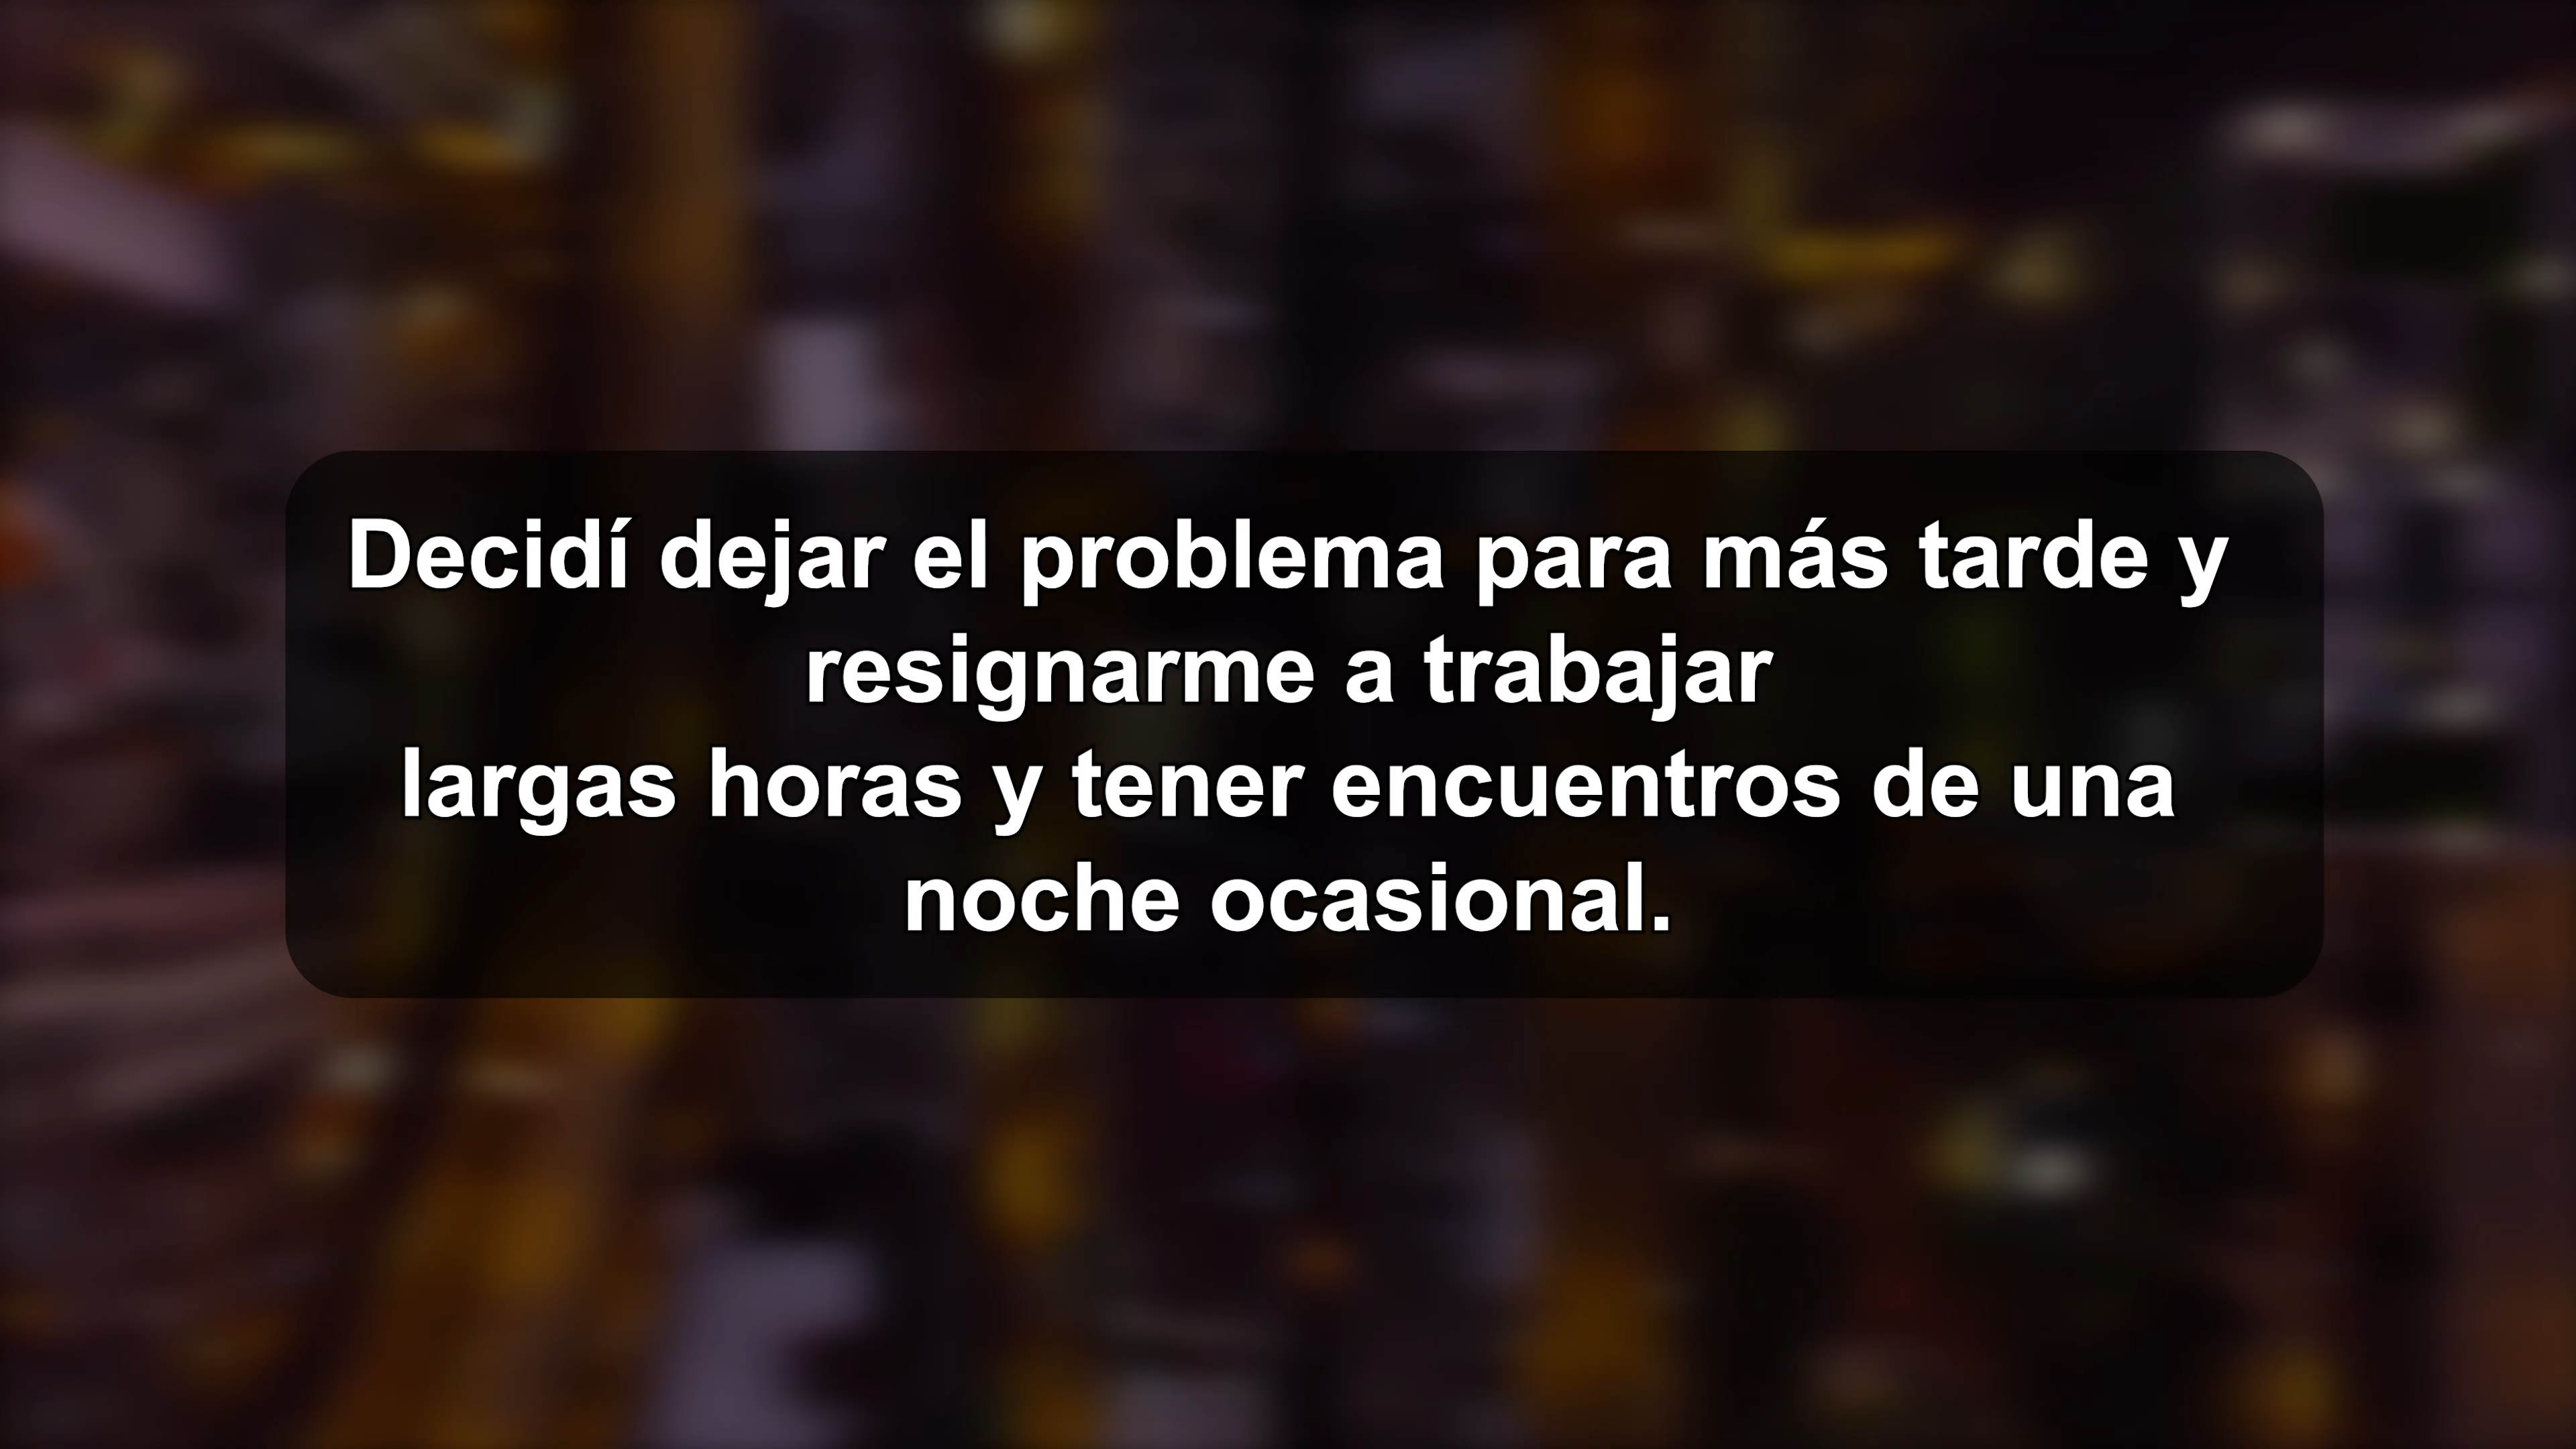 Decidí dejar el problema para más tarde y
resignarme a trabajar
largas horas y tener encuentros de una
noche ocasional.